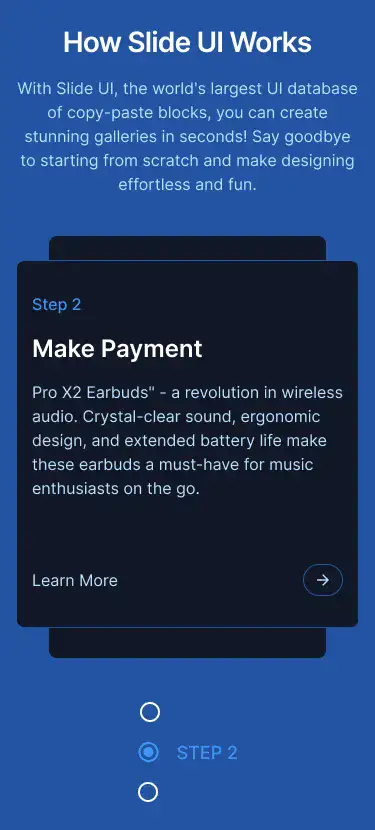 How Slide UI Works
With Slide UI, the world's largest UI database
of copy-paste blocks, you can create
stunning galleries in seconds! Say goodbye
to starting from scratch and make designing
effortless and fun.
Step 2
Make Payment
Pro X2 Earbuds" - a revolution in wireless
audio. Crystal-clear sound, ergonomic
design, and extended battery life make
these earbuds a must-have for music
enthusiasts on the go.
Learn More
STEP 2